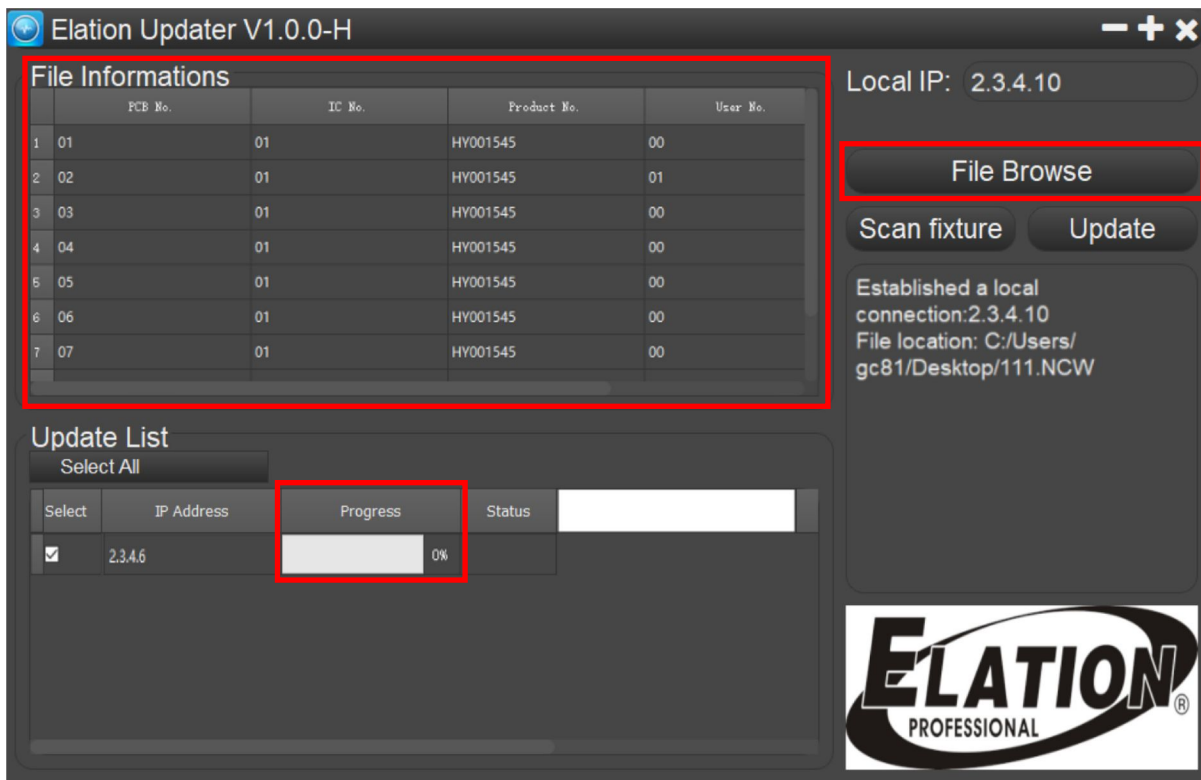 Elation Updater V1.0.0-H
File Informations
PCB No. IC No. Product No. User No.
1 01 01 HY001545 00
2 02 01 HY001545 01
3 03 01 HY001545 00
4 04 01 HY001545 00
5 05 01 HY001545 00
6 06 01 HY001545 00
7 07 01 HY001545 00
Update List
Select All
Select IP Address Progress Status
2.3.4.6 0%
Local IP: 2.3.4.10
File Browse
Scan fixture Update
Established a local
connection:2.3.4.10
File location: C:/Users/
gc81/Desktop/111.NCW
ELATION®
PROFESSIONAL